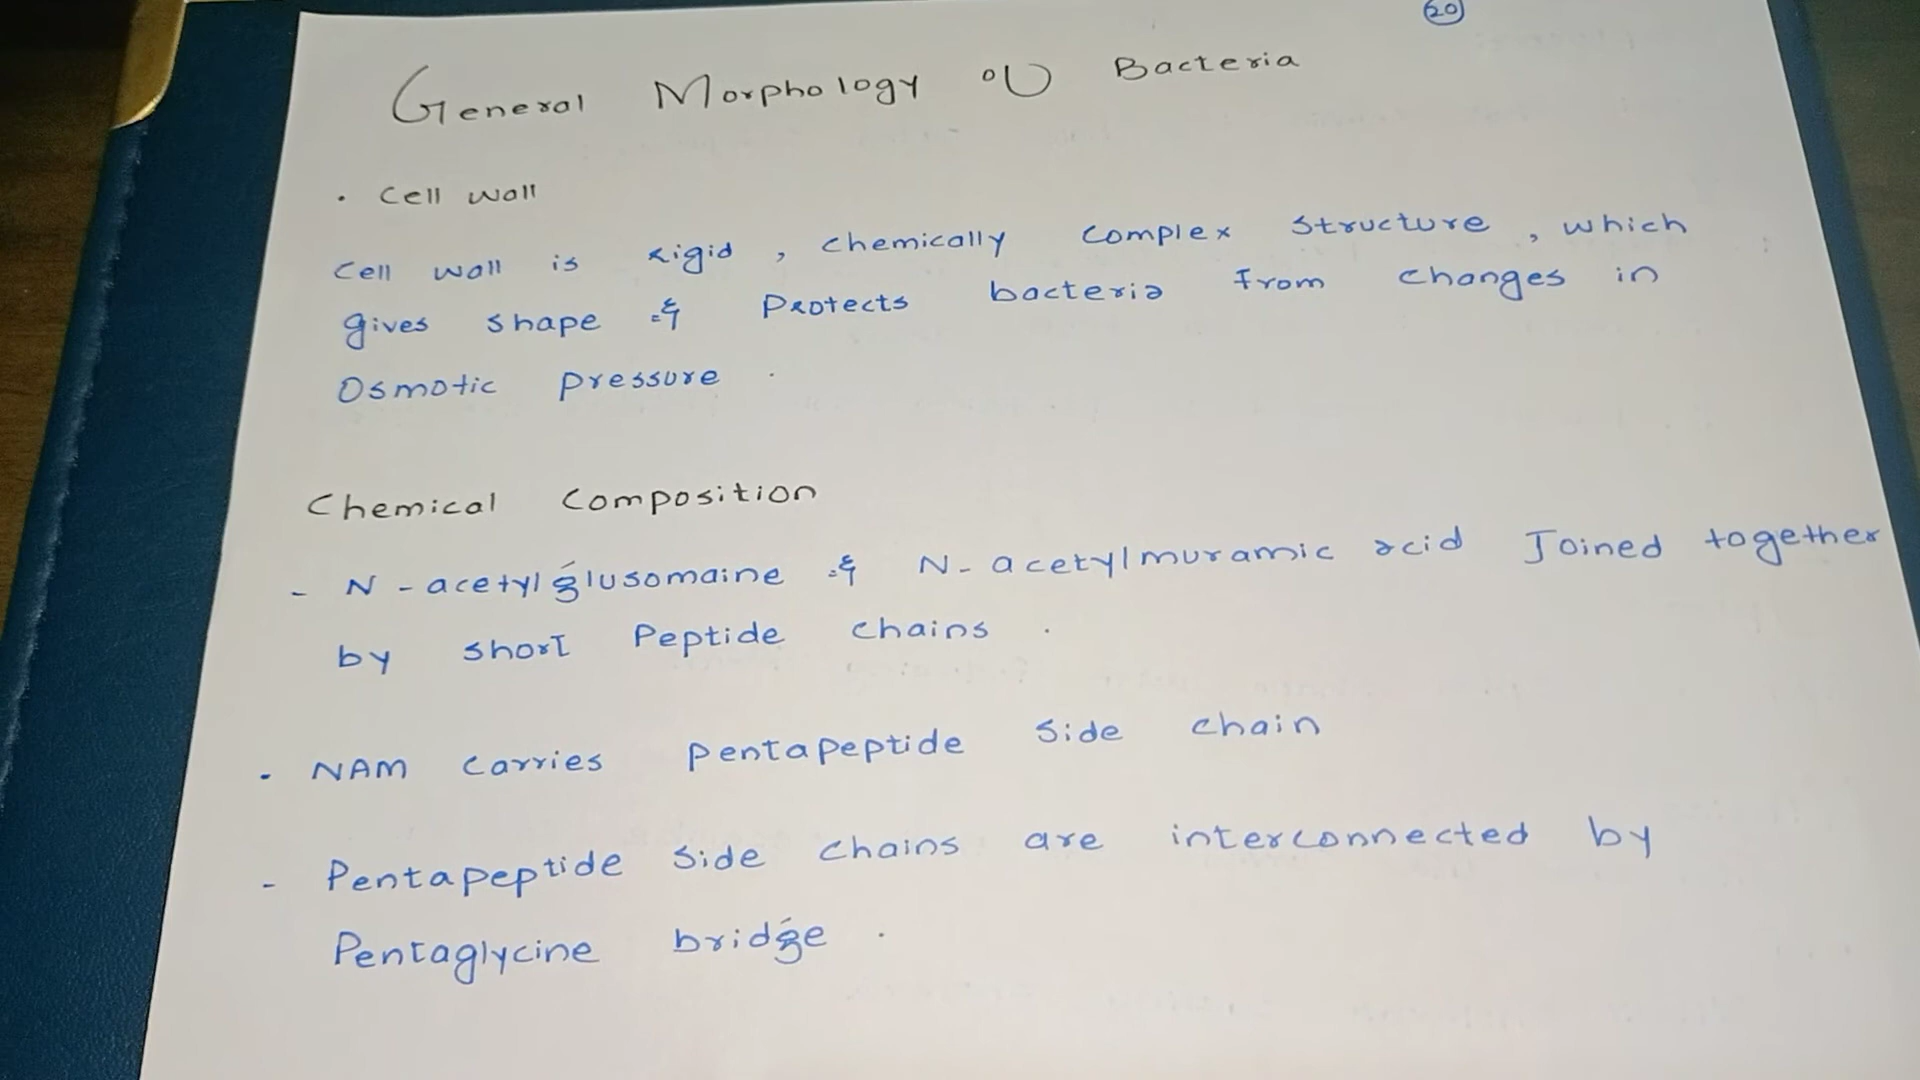 20
General Morphology of Bacteria
• Cell wall
Cell wall is rigid, chemically complex structure, which
gives shape & Protects bacteria from changes in
Osmotic pressure.
Chemical Composition
- N-acetylglusomaine & N-acetylmuramic acid Joined together
by short Peptide chains.
• NAM carries pentapeptide side chain
- Pentapeptide side chains are interconnected by
Pentaglycine bridge.